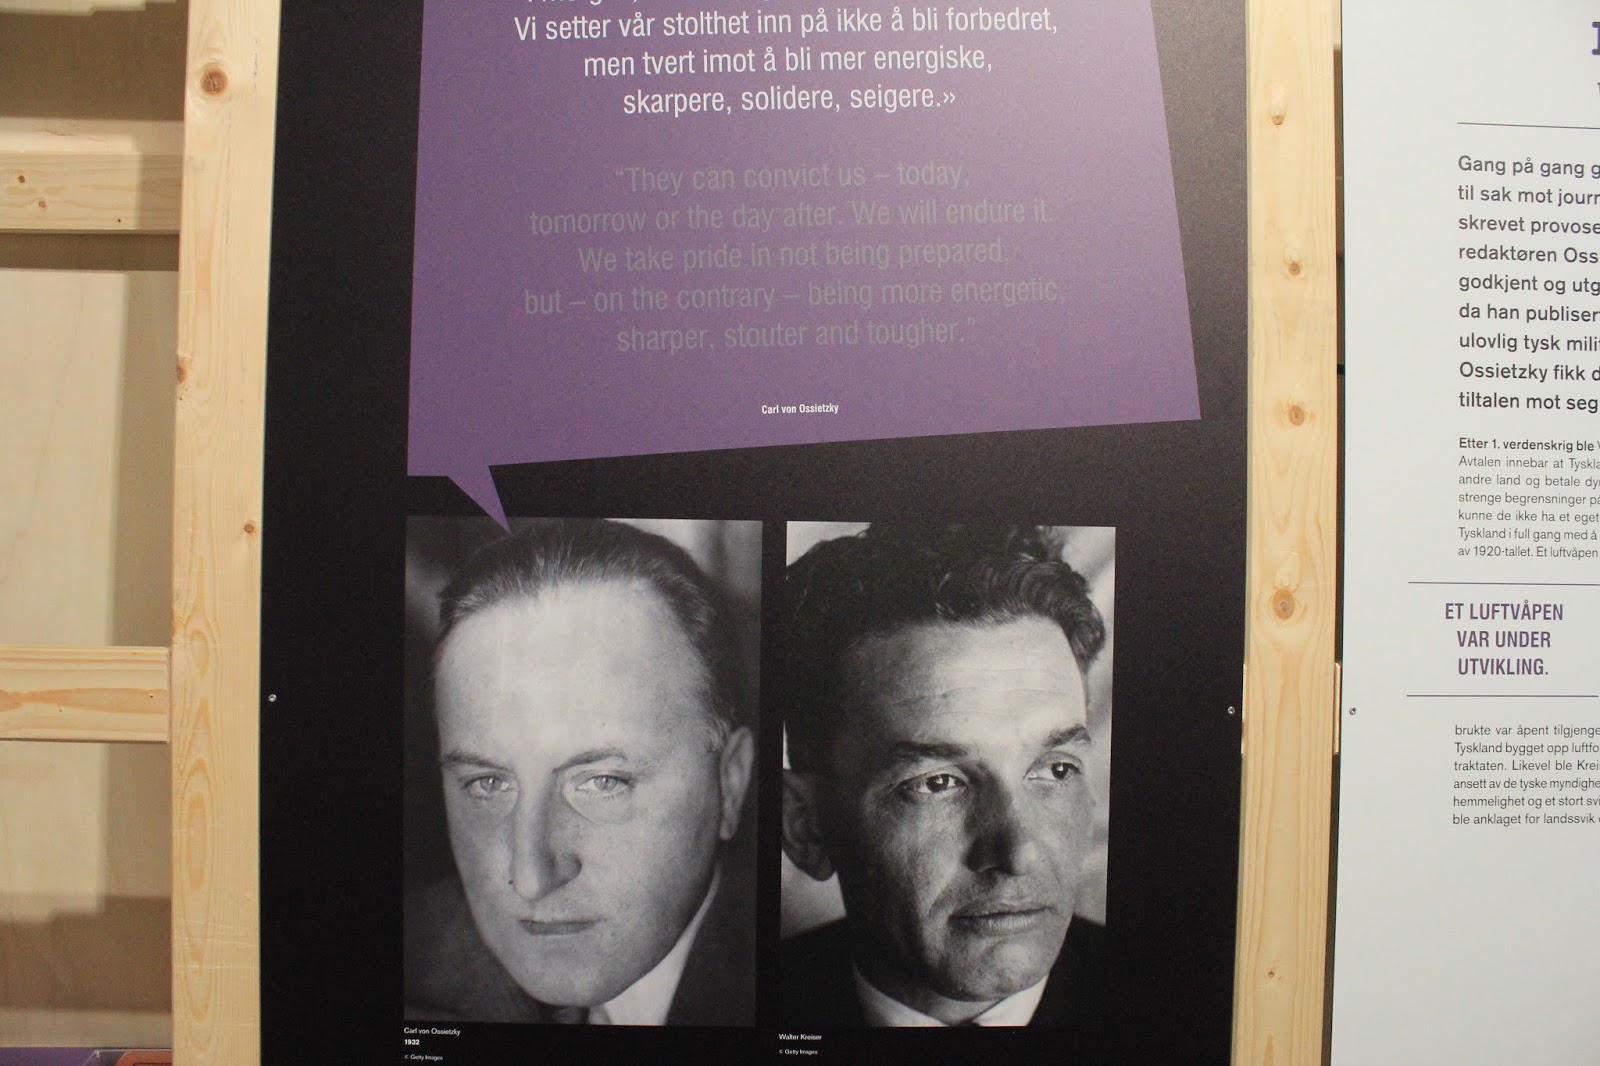 Vi setter vår stolthet inn på ikke å bli forbedret,
men tvert imot å bli mer energiske,
skarpere, solidere, seigere.»
“They can convict us – today,
tomorrow or the day after. We will endure it.
We take pride in not being prepared,
but – on the contrary – being more energetic,
sharper, stouter and tougher.”
Carl von Ossietzky
Carl von Ossietzky
1932
© Getty Images
Walter Kreiser
© Getty Images
Gang på gang g
til sak mot journ
skrevet provose
redaktøren Oss
godkjent og utg
da han publiser
ulovlig tysk milit
Ossietzky fikk d
tiltalen mot seg
Etter 1. verdenskrig ble
Avtalen innebar at Tyskla
andre land og betale dy
strenge begrensninger på
kunne de ikke ha et eget
Tyskland i full gang med å
av 1920-tallet. Et luftvåpen
ET LUFTVÅPEN
VAR UNDER
UTVIKLING.
brukte var åpent tilgjenge
Tyskland bygget opp luftfo
traktaten. Likevel ble Krei
ansett av de tyske myndighe
hemmelighet og et stort svi
ble anklaget for landssvik